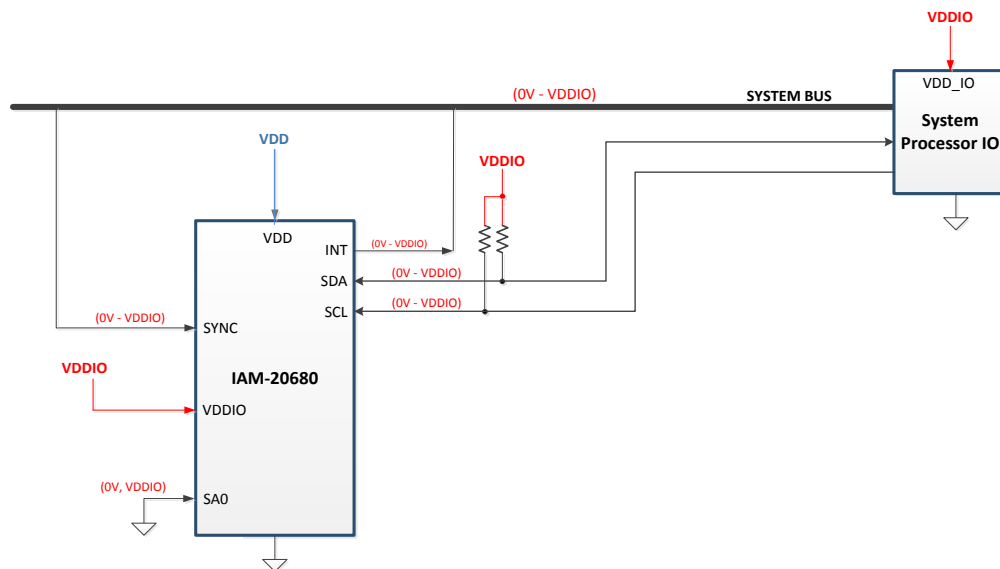 VDDIO
VDD_IO
(0V - VDDIO)
SYSTEM BUS
System
Processor IO
VDD
VDDIO
VDD
INT
(0V - VDDIO)
SDA
(0V - VDDIO)
SCL
(0V - VDDIO)
(0V - VDDIO)
SYNC
VDDIO
IAM-20680
VDDIO
(0V, VDDIO)
SA0